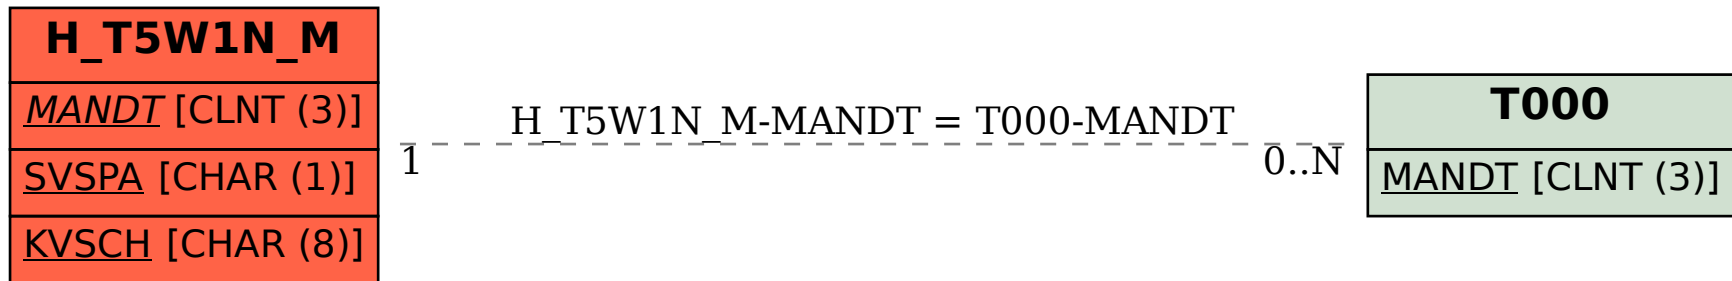 H_T5W1N_M
MANDT [CLNT (3)]
SVSPA [CHAR (1)]
KVSCH [CHAR (8)]
H_T5W1N_M-MANDT = T000-MANDT
1
0..N
T000
MANDT [CLNT (3)]